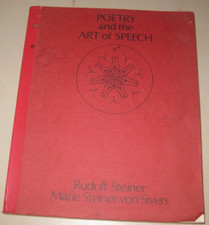 POETRY
and the
ART of SPEECH
Rudolf Steiner
Marie Steiner-von Sivers